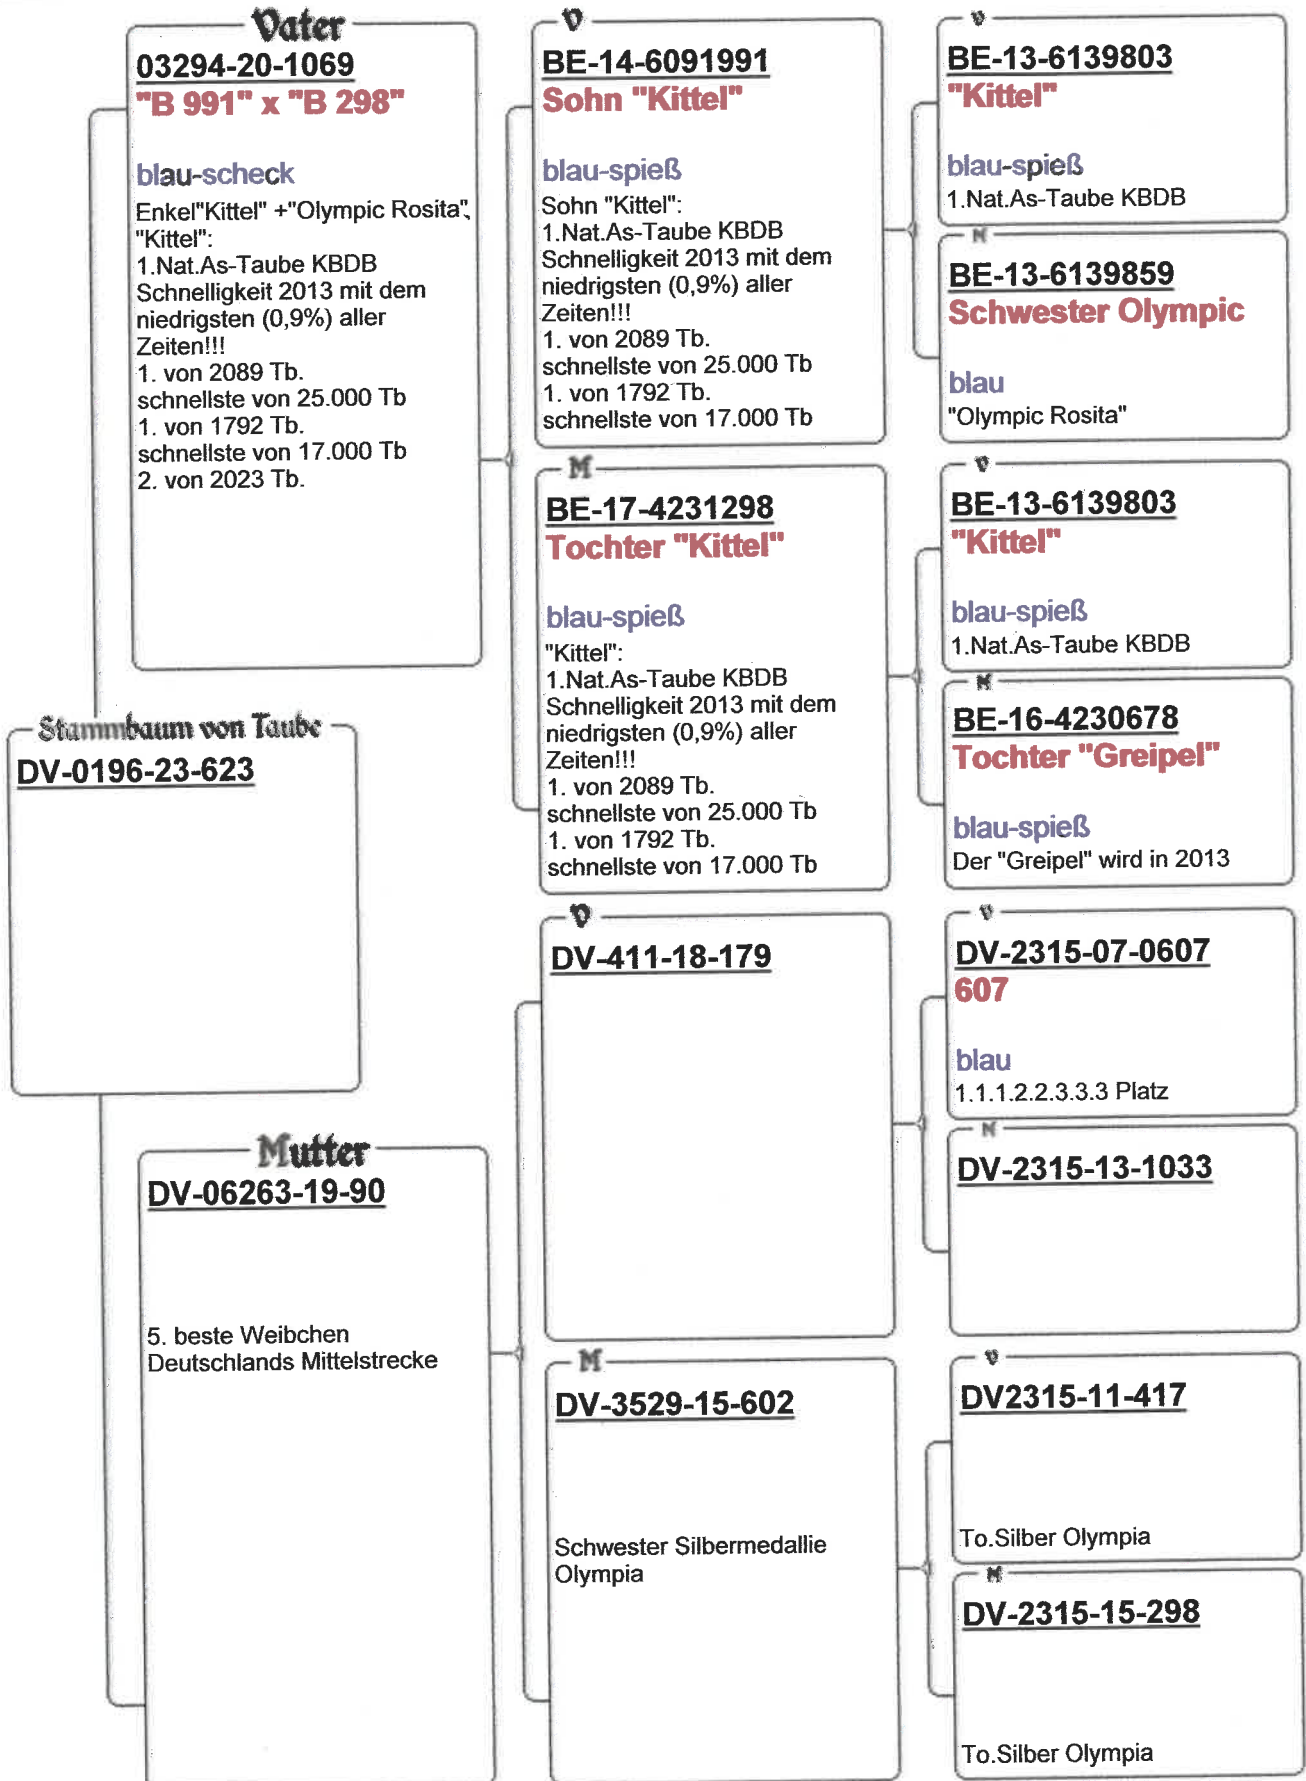 Vater
03294-20-1069
"B 991" x "B 298"
blau-scheck
Enkel"Kittel" +"Olympic Rosita",
"Kittel":
1.Nat.As-Taube KBDB
Schnelligkeit 2013 mit dem
niedrigsten (0,9%) aller
Zeiten!!!
1. von 2089 Tb.
schnellste von 25.000 Tb
1. von 1792 Tb.
schnellste von 17.000 Tb
2. von 2023 Tb.
V
BE-14-6091991
Sohn "Kittel"
blau-spieß
Sohn "Kittel":
1.Nat.As-Taube KBDB
Schnelligkeit 2013 mit dem
niedrigsten (0,9%) aller
Zeiten!!!
1. von 2089 Tb.
schnellste von 25.000 Tb
1. von 1792 Tb.
schnellste von 17.000 Tb
V
BE-13-6139803
"Kittel"
blau-spieß
1.Nat.As-Taube KBDB
M
BE-13-6139859
Schwester Olympic
blau
"Olympic Rosita"
M
BE-17-4231298
Tochter "Kittel"
blau-spieß
"Kittel":
1.Nat.As-Taube KBDB
Schnelligkeit 2013 mit dem
niedrigsten (0,9%) aller
Zeiten!!!
1. von 2089 Tb.
schnellste von 25.000 Tb
1. von 1792 Tb.
schnellste von 17.000 Tb
V
BE-13-6139803
"Kittel"
blau-spieß
1.Nat.As-Taube KBDB
M
BE-16-4230678
Tochter "Greipel"
blau-spieß
Der "Greipel" wird in 2013
Stammbaum von Taube
DV-0196-23-623
Mutter
DV-06263-19-90
5. beste Weibchen
Deutschlands Mittelstrecke
V
DV-411-18-179
V
DV-2315-07-0607
607
blau
1.1.1.2.2.3.3.3 Platz
M
DV-2315-13-1033
M
DV-3529-15-602
Schwester Silbermedallie
Olympia
V
DV2315-11-417
To.Silber Olympia
M
DV-2315-15-298
To.Silber Olympia